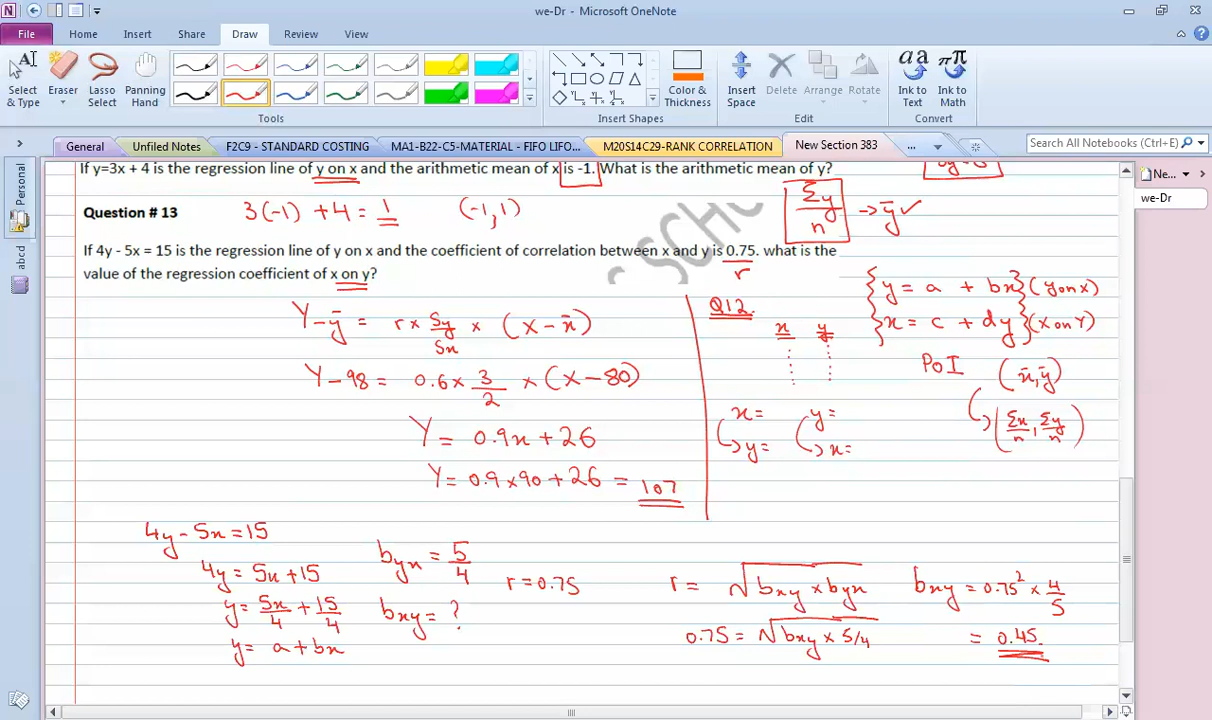 we-Dr - Microsoft OneNote
File Home Insert Share Draw Review View
Select & Type
Eraser
Lasso Select
Panning Hand
Tools
Insert Shapes
Color & Thickness
Insert Space
Delete
Arrange
Rotate
Edit
Ink to Text
Ink to Math
Convert
General Unfiled Notes F2C9 - STANDARD COSTING MA1-B22-C5-MATERIAL - FIFO LIFO... M20S14C29-RANK CORRELATION New Section 383 ... Search All Notebooks (Ctrl+E)
Personal
abcd
Ne...
we-Dr
If y=3x + 4 is the regression line of y on x and the arithmetic mean of x is -1. What is the arithmetic mean of y?
Question # 13
3(-1) + 4 = 1 (-1,1)
Σy/n → ȳ ✓
If 4y - 5x = 15 is the regression line of y on x and the coefficient of correlation between x and y is 0.75. what is the
value of the regression coefficient of x on y?
r
Y - ȳ = r × Sy/Sx × (X - x̄)
Y - 98 = 0.6 × 3/2 × (X - 80)
Y = 0.9x + 26
Y = 0.9 × 90 + 26 = 107
Q12.
x y
x= y=
y= x=
{y = a + bx} (y on x)
{x = c + dy} (X on Y)
POI (x̄, ȳ)
(Σx/n, Σy/n)
4y - 5x = 15
4y = 5x + 15
y = 5x/4 + 15/4
y = a + bx
byx = 5/4
bxy = ?
r = 0.75
r = √bxy × byx
0.75 = √bxy × 5/4
bxy = 0.75² × 4/5
= 0.45